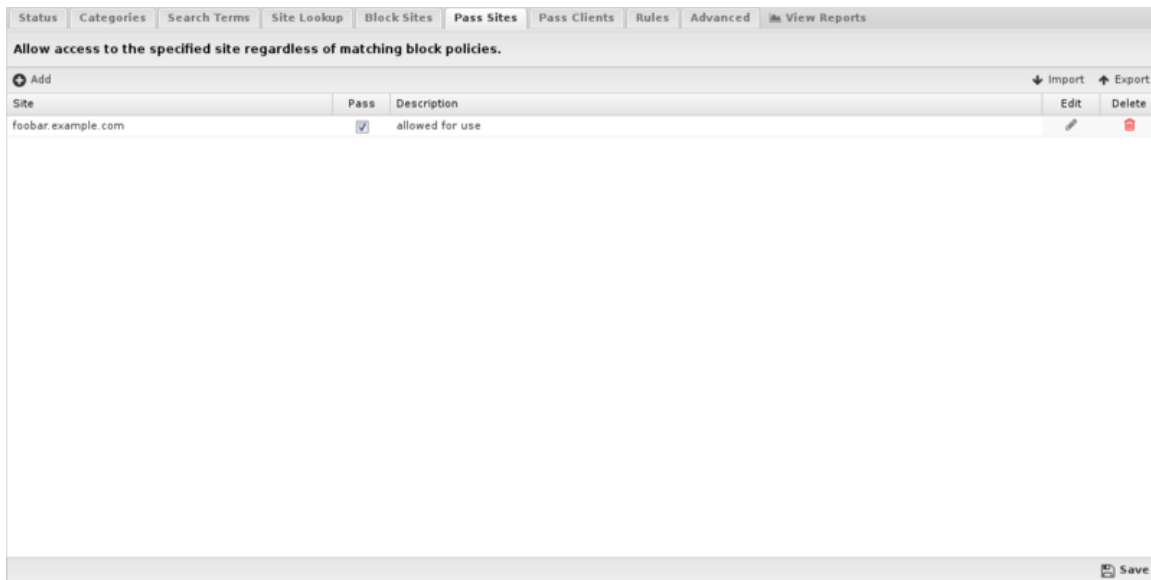 Status Categories Search Terms Site Lookup Block Sites Pass Sites Pass Clients Rules Advanced View Reports
Allow access to the specified site regardless of matching block policies.
Add Import Export
Site Pass Description Edit Delete
foobar.example.com allowed for use
Save